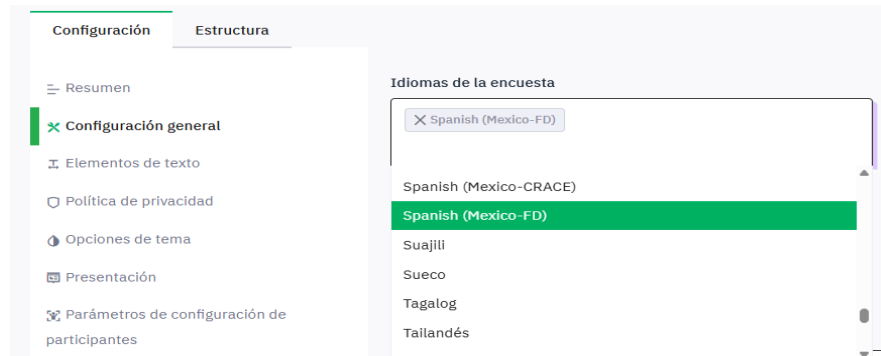 Configuración
Estructura
Resumen
Configuración general
Elementos de texto
Política de privacidad
Opciones de tema
Presentación
Parámetros de configuración de
participantes
Idiomas de la encuesta
Spanish (Mexico-FD)
Spanish (Mexico-CRACE)
Spanish (Mexico-FD)
Suajili
Sueco
Tagalog
Tailandés